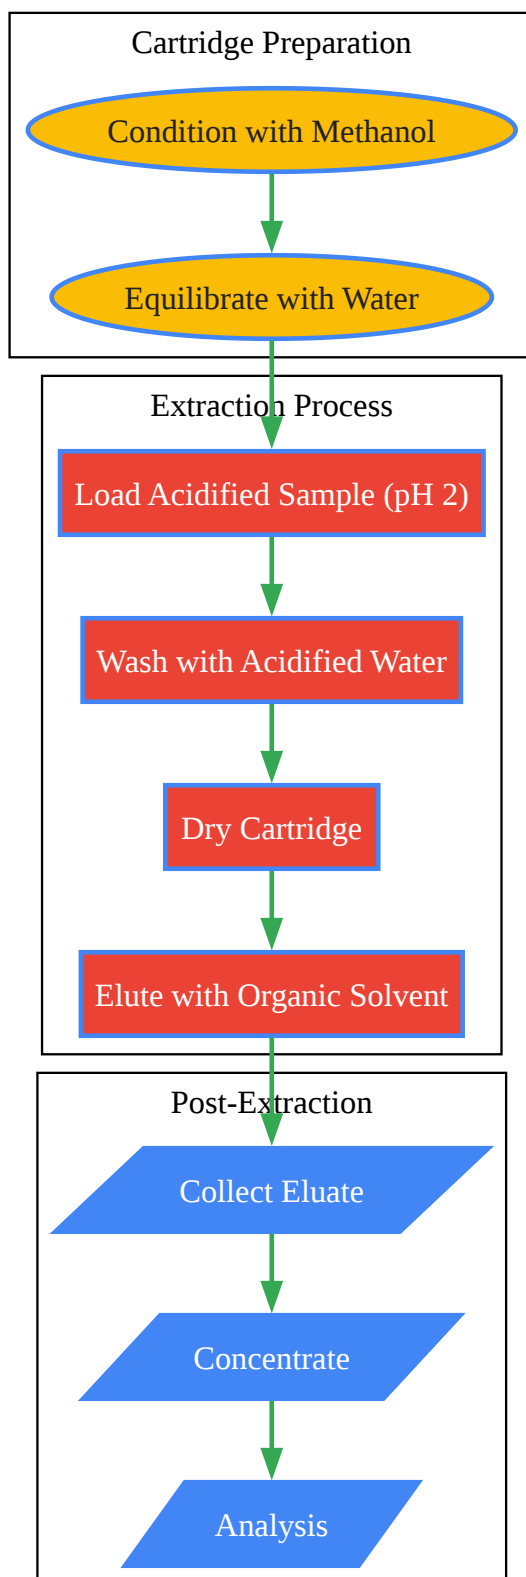 Cartridge Preparation
Condition with Methanol
Equilibrate with Water
Extraction Process
Load Acidified Sample (pH 2)
Wash with Acidified Water
Dry Cartridge
Elute with Organic Solvent
Post-Extraction
Collect Eluate
Concentrate
Analysis